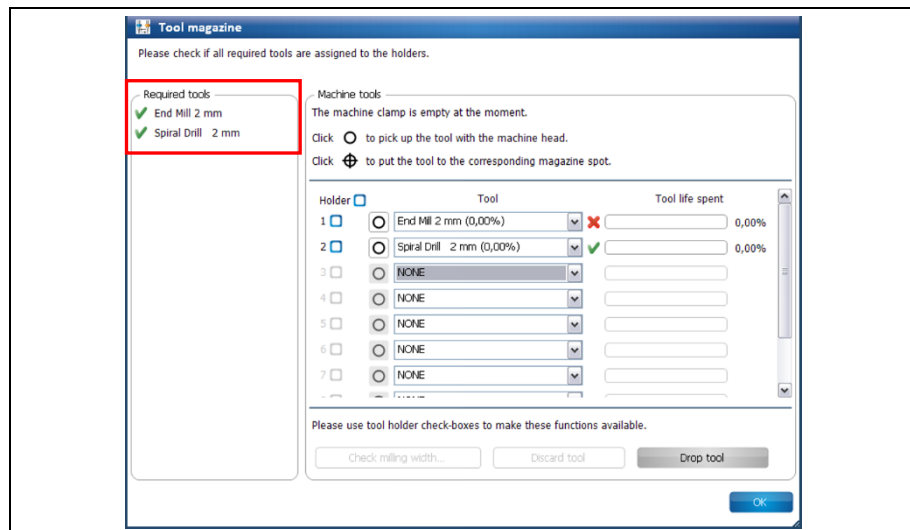 Tool magazine
Please check if all required tools are assigned to the holders.
Required tools
End Mill 2 mm
Spiral Drill 2 mm
Machine tools
The machine clamp is empty at the moment.
Click to pick up the tool with the machine head.
Click to put the tool to the corresponding magazine spot.
Holder Tool Tool life spent
1 End Mill 2 mm (0,00%) 0,00%
2 Spiral Drill 2 mm (0,00%) 0,00%
3 NONE
4 NONE
5 NONE
6 NONE
7 NONE
Please use tool holder check-boxes to make these functions available.
Check milling width... Discard tool Drop tool
OK